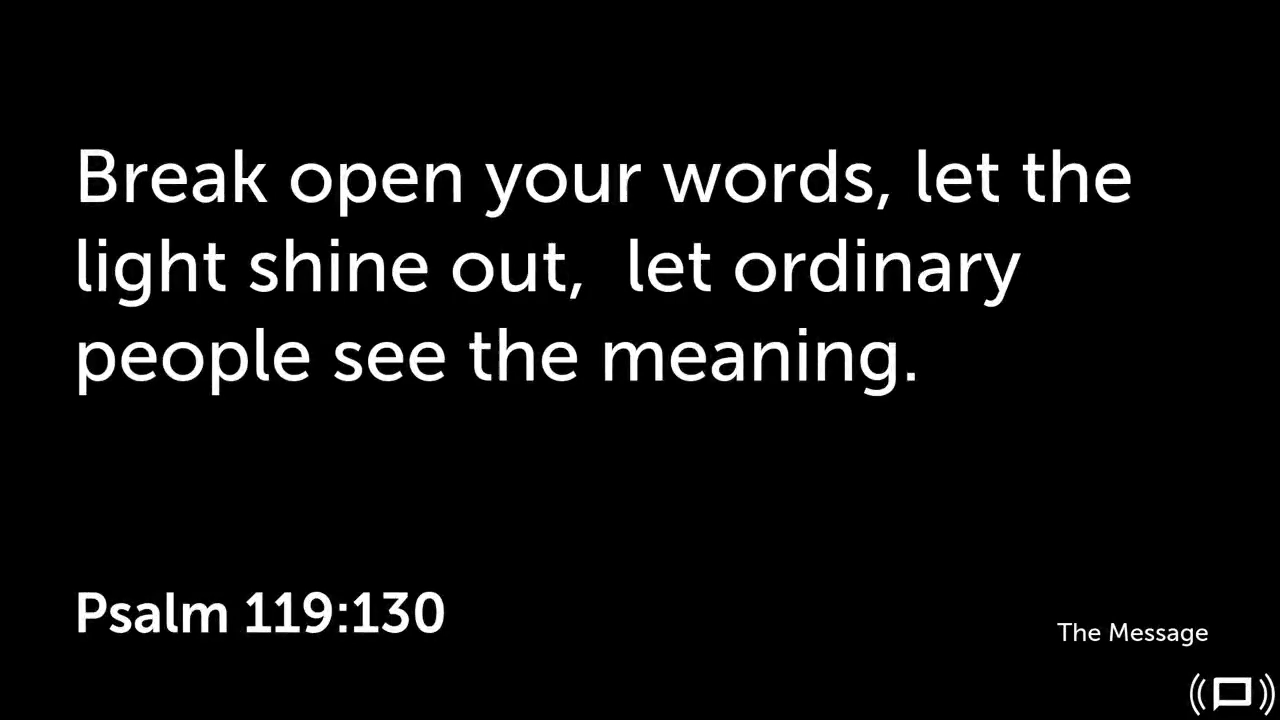 Break open your words, let the
light shine out,  let ordinary
people see the meaning.
Psalm 119:130
The Message